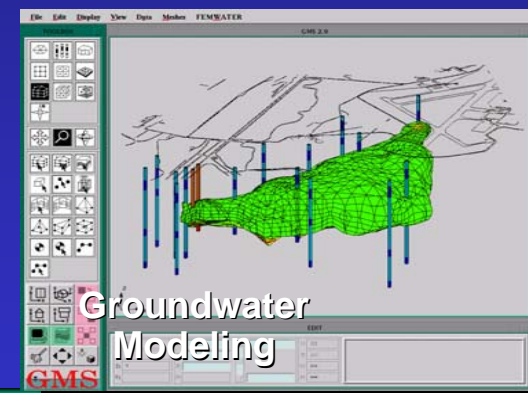 File Edit Display View Data Meshes FEMWATER
TOOLBOX
GMS 2.0
Groundwater
Modeling
EDIT
GMS